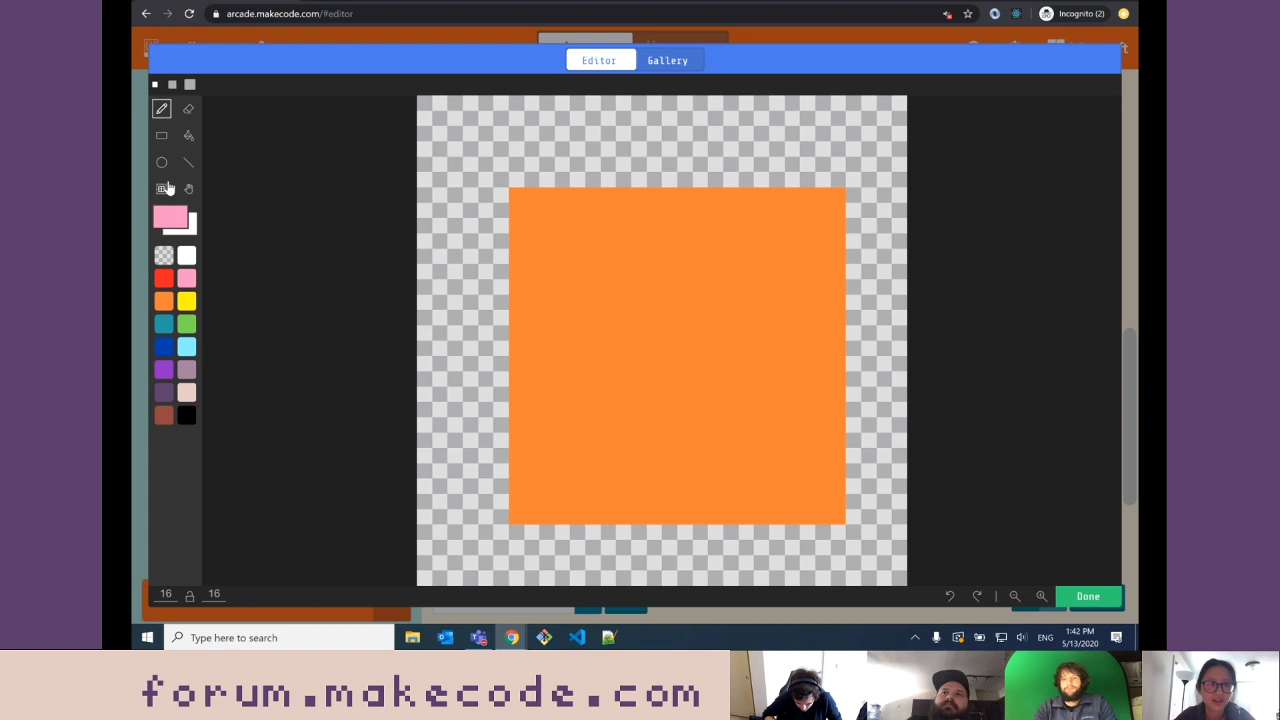 arcade.makecode.com/#editor
Incognito (2)
Editor
Gallery
16
16
Done
Type here to search
ENG
1:42 PM
5/13/2020
forum.makecode.com